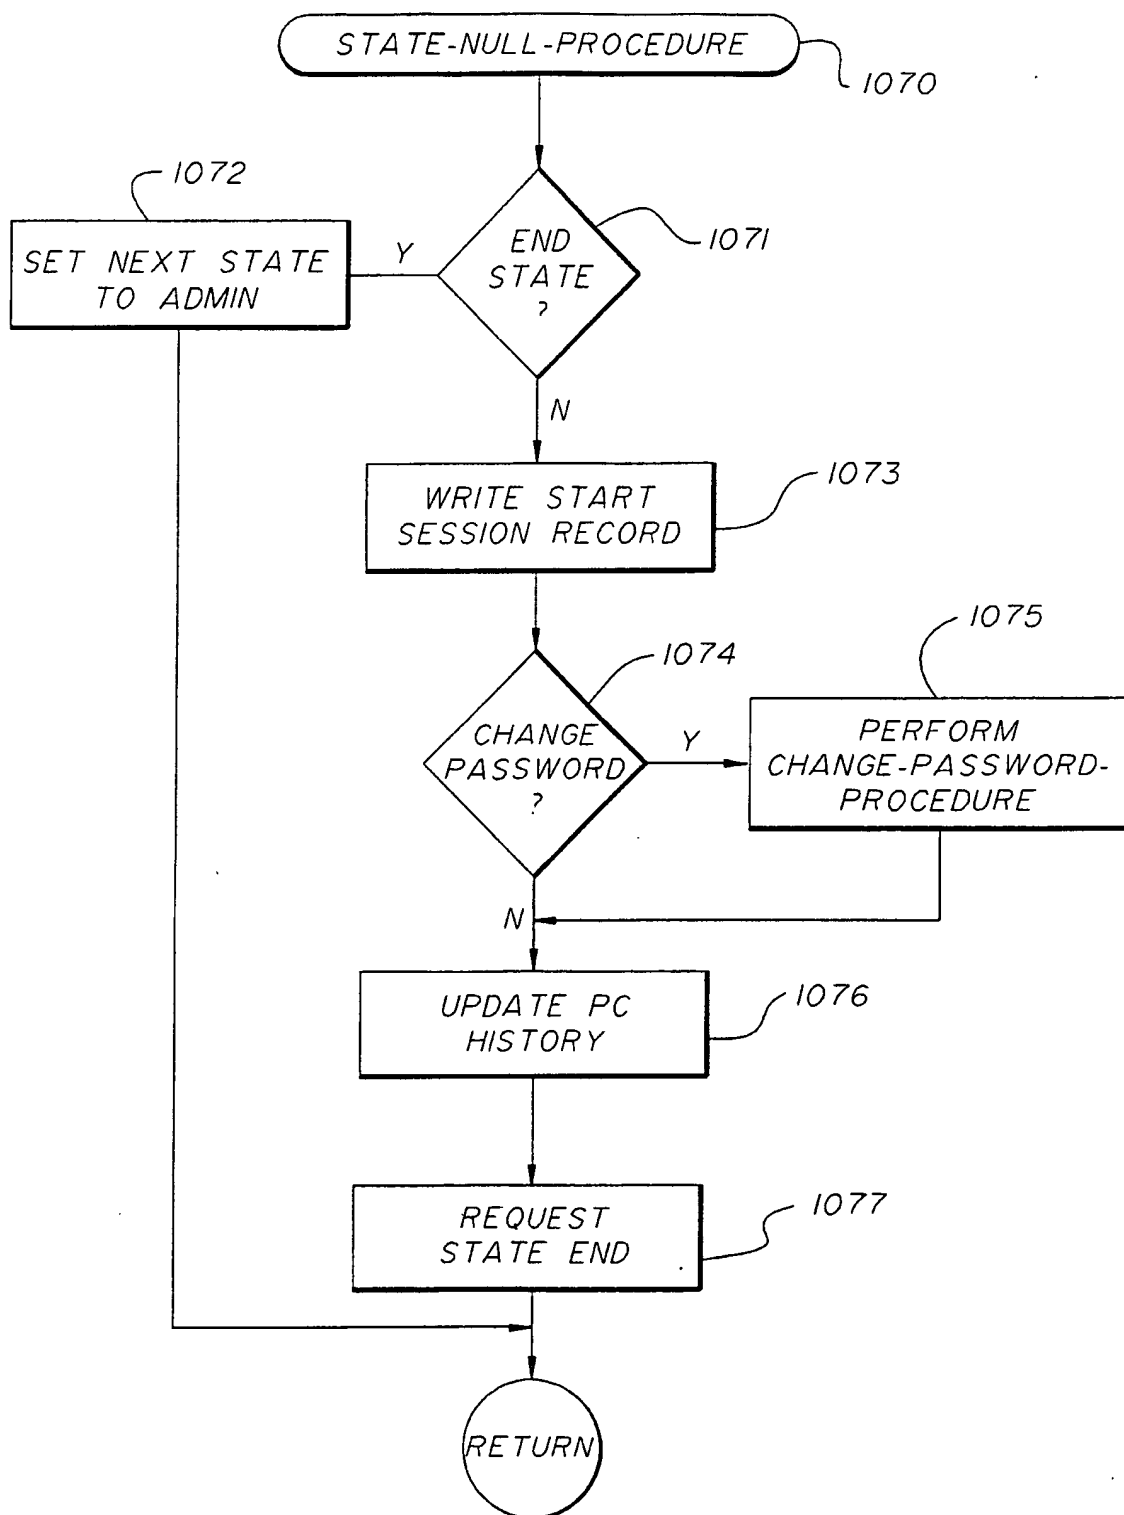 STATE-NULL-PROCEDURE
1070
1072
SET NEXT STATE
TO ADMIN
Y
END
STATE
?
1071
N
WRITE START
SESSION RECORD
1073
1074
CHANGE
PASSWORD
?
Y
1075
PERFORM
CHANGE-PASSWORD-
PROCEDURE
N
UPDATE PC
HISTORY
1076
REQUEST
STATE END
1077
RETURN